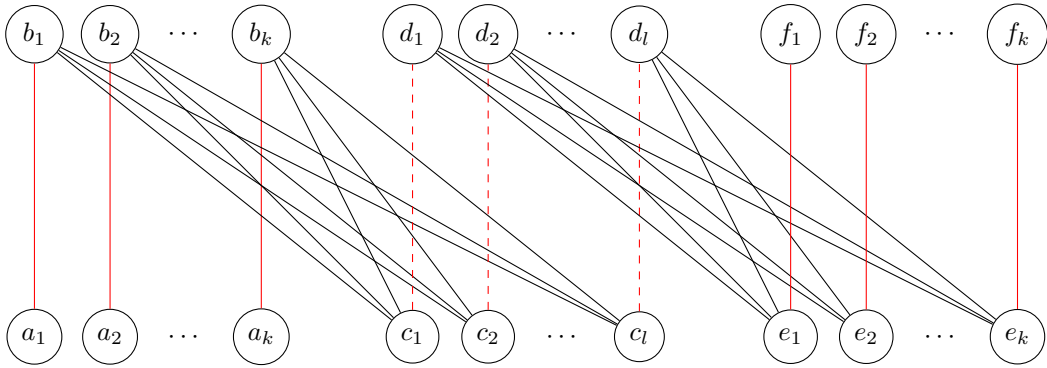 b₁ b₂ ⋯ bₖ d₁ d₂ ⋯ dₗ f₁ f₂ ⋯ fₖ
a₁ a₂ ⋯ aₖ c₁ c₂ ⋯ cₗ e₁ e₂ ⋯ eₖ